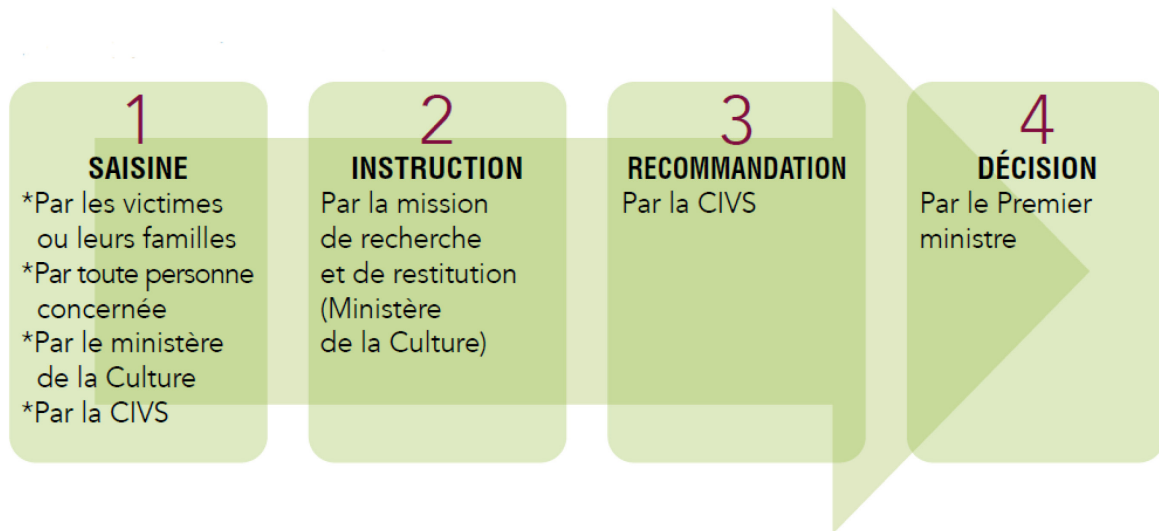 1
SAISINE
*Par les victimes
ou leurs familles
*Par toute personne
concernée
*Par le ministère
de la Culture
*Par la CIVS
2
INSTRUCTION
Par la mission
de recherche
et de restitution
(Ministère
de la Culture)
3
RECOMMANDATION
Par la CIVS
4
DÉCISION
Par le Premier
ministre